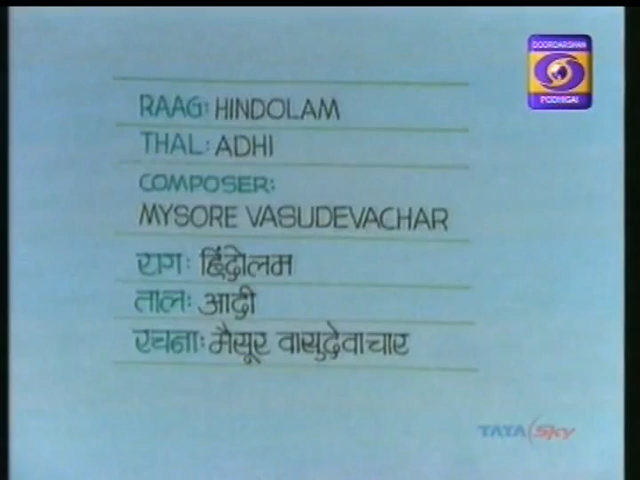 DOORDARSHAN
PODHIGAI
RAAG: HINDOLAM
THAL: ADHI
COMPOSER:
MYSORE VASUDEVACHAR
राग: हिंदोलम
ताल: आदी
रचना: मैसूर वासुदेवाचार
TATA Sky